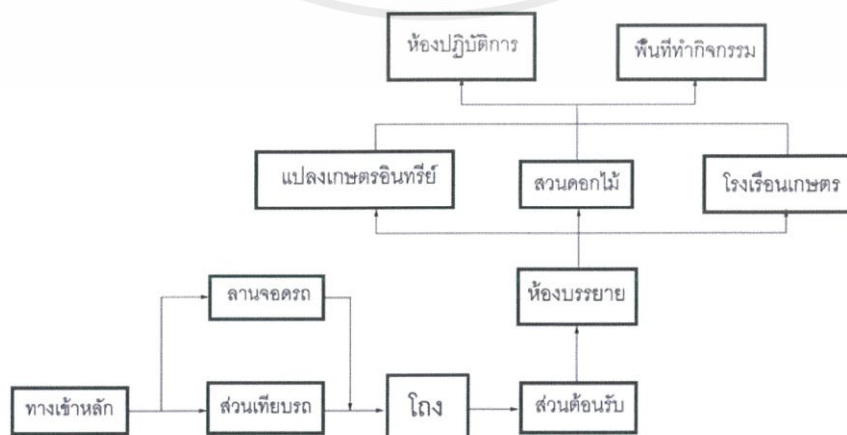 ห้องปฏิบัติการ
พื้นที่ทำกิจกรรม
แปลงเกษตรอินทรีย์
สวนดอกไม้
โรงเรือนเกษตร
ห้องบรรยาย
ลานจอดรถ
ทางเข้าหลัก
ส่วนเทียบรถ
โถง
ส่วนต้อนรับ